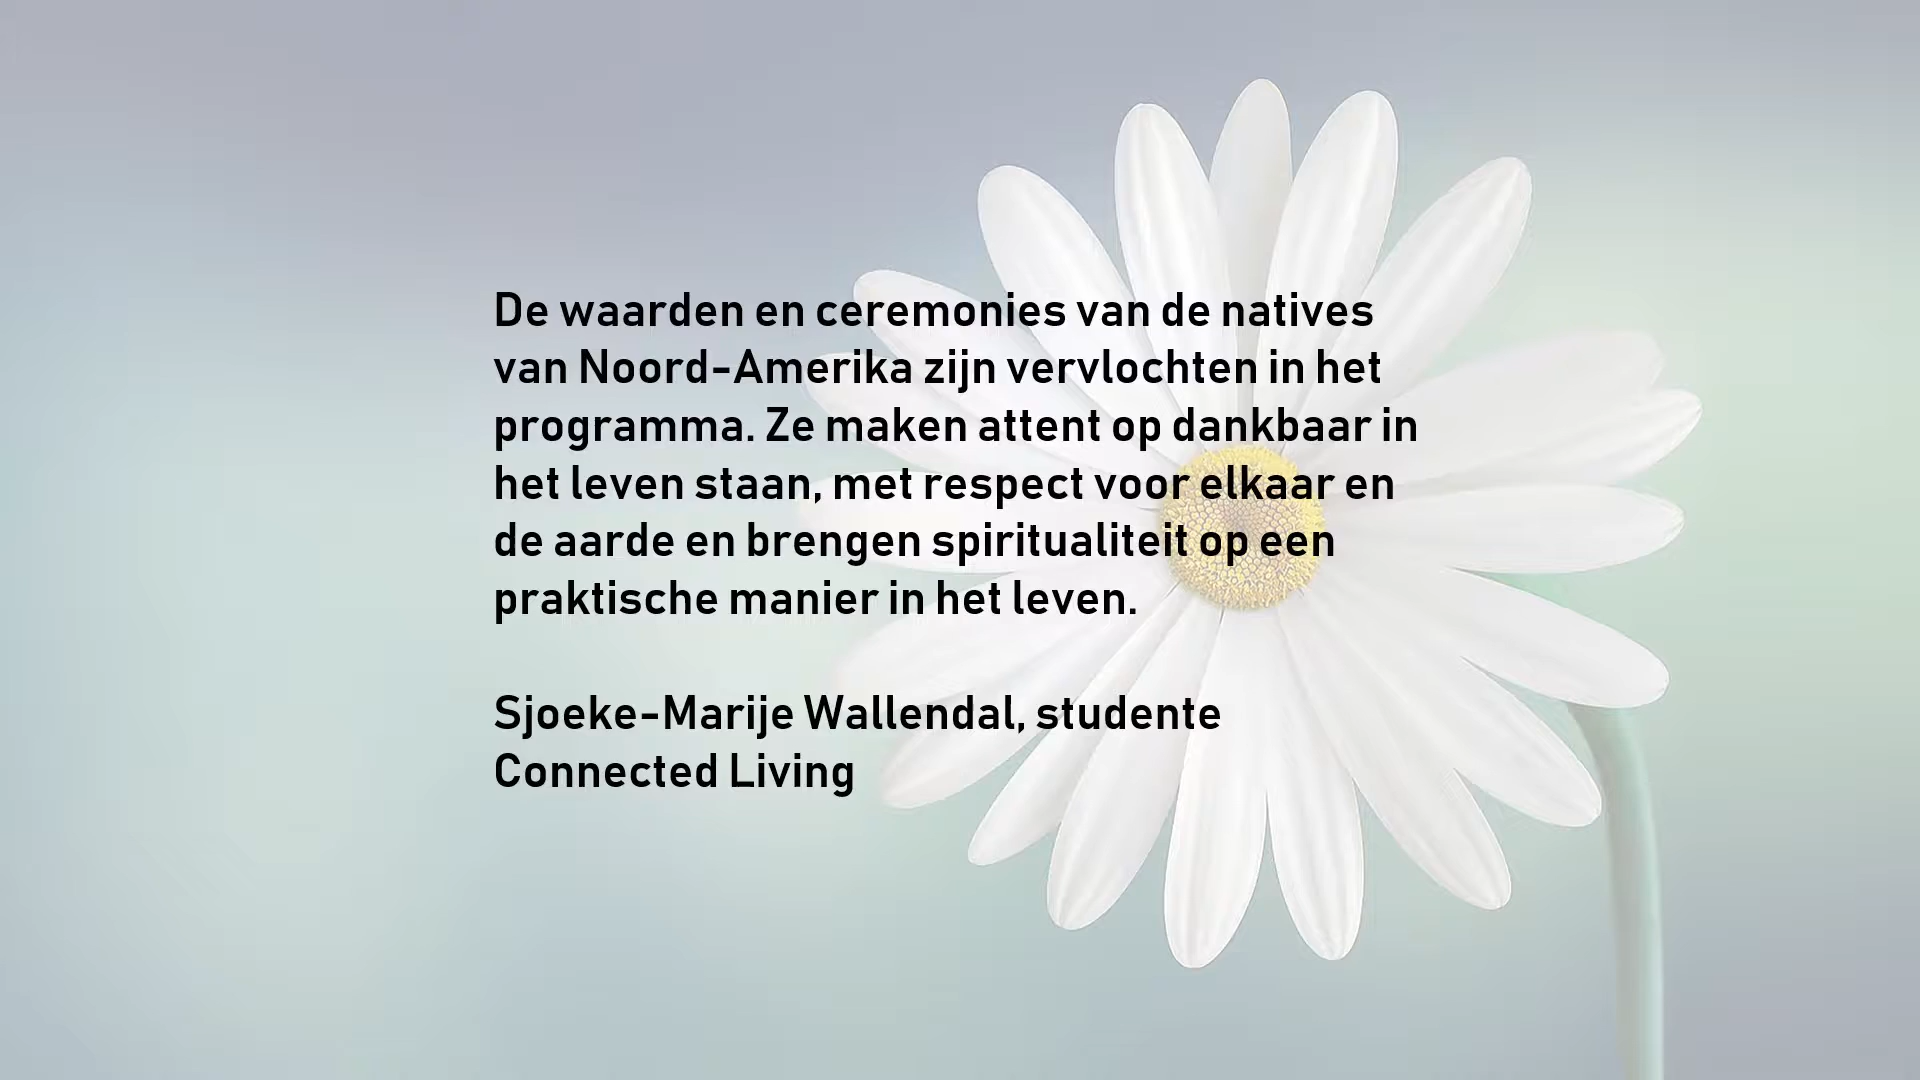 De waarden en ceremonies van de natives
van Noord-Amerika zijn vervlochten in het
programma. Ze maken attent op dankbaar in
het leven staan, met respect voor elkaar en
de aarde en brengen spiritualiteit op een
praktische manier in het leven.
Sjoeke-Marije Wallendal, studente
Connected Living